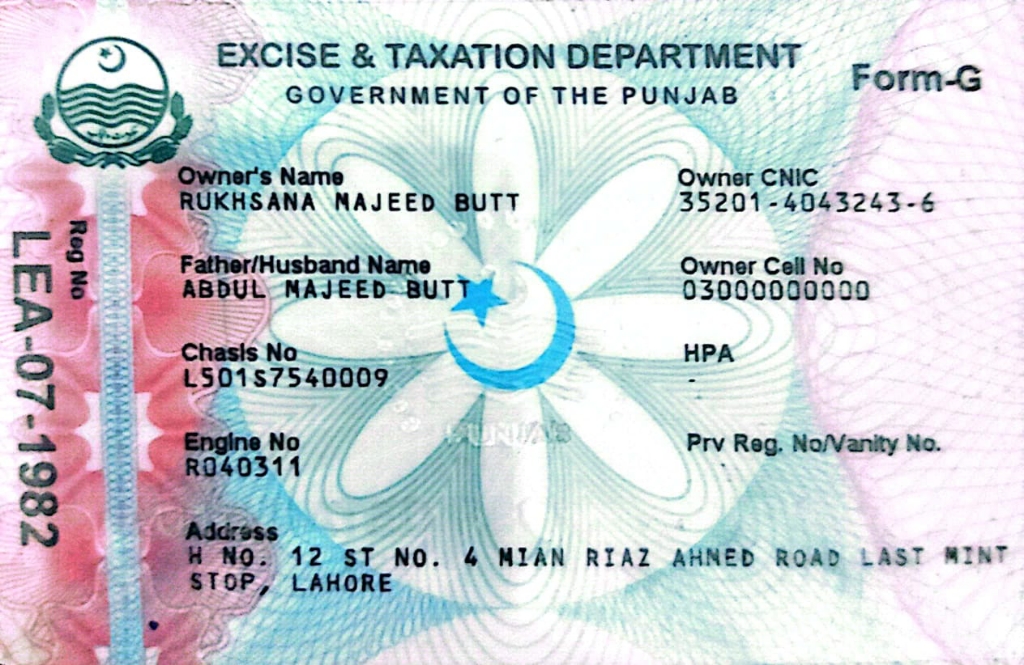 EXCISE & TAXATION DEPARTMENT
GOVERNMENT OF THE PUNJAB
Form-G
Owner's Name
RUKHSANA MAJEED BUTT
Owner CNIC
35201-4043243-6
Father/Husband Name
ABDUL MAJEED BUTT
Owner Cell No
03000000000
Chasis No
L501S7540009
HPA
-
Engine No
R040311
Prv Reg. No/Vanity No.
Address
H NO. 12 ST NO. 4 MIAN RIAZ AHMED ROAD LAST MINT
STOP, LAHORE
Reg No
LEA-07-1982
PUNJAB